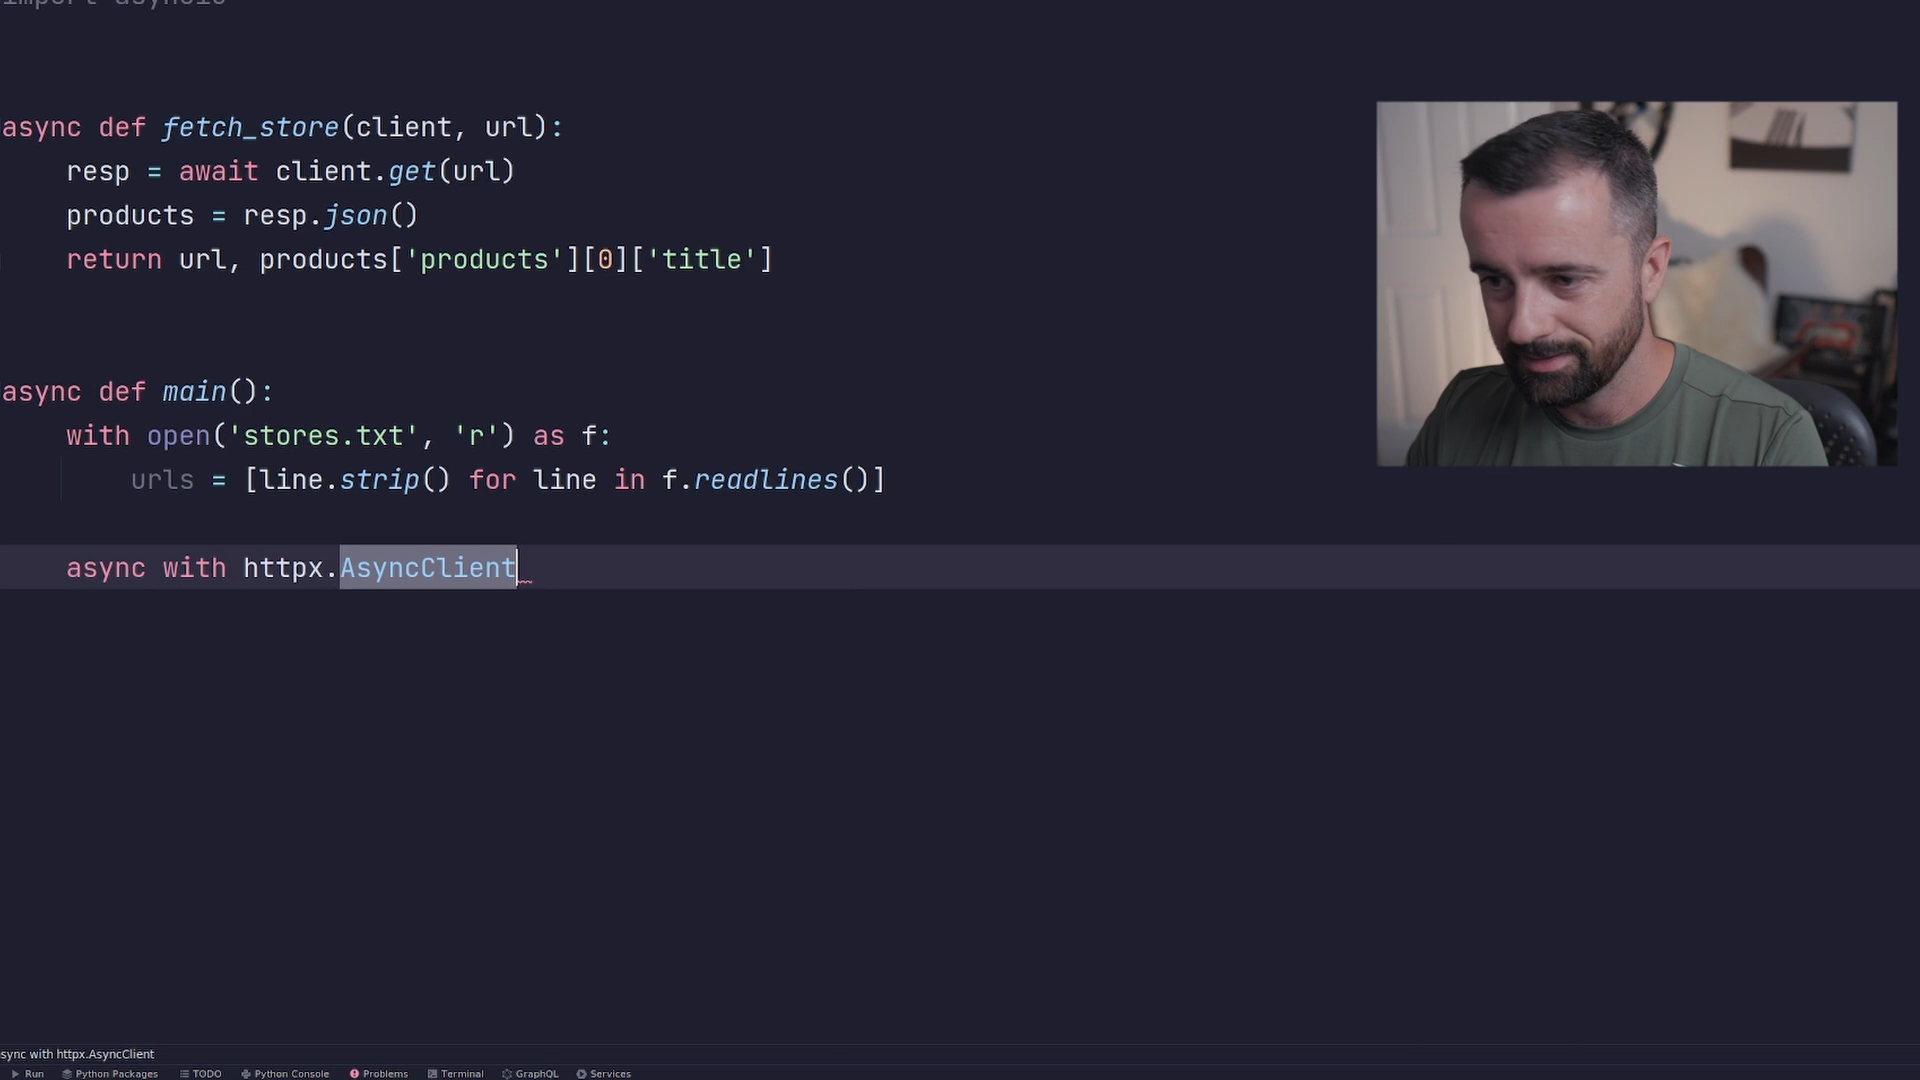 import asyncio
async def fetch_store(client, url):
resp = await client.get(url)
products = resp.json()
return url, products['products'][0]['title']
async def main():
with open('stores.txt', 'r') as f:
urls = [line.strip() for line in f.readlines()]
async with httpx.AsyncClient
sync with httpx.AsyncClient
Run Python Packages TODO Python Console Problems Terminal GraphQL Services